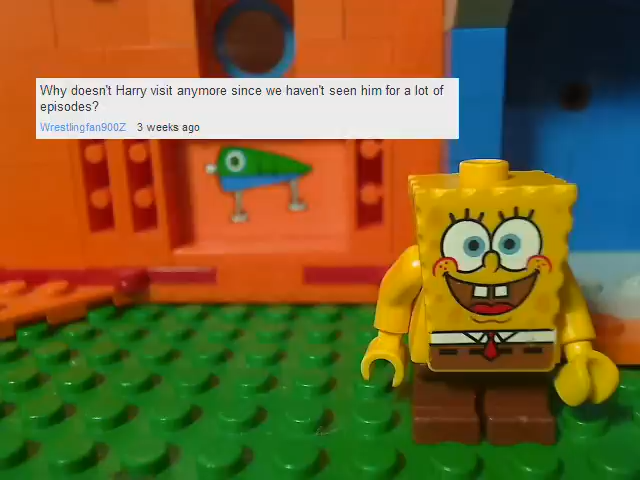 Why doesn't Harry visit anymore since we haven't seen him for a lot of
episodes?
Wrestlingfan900Z 3 weeks ago